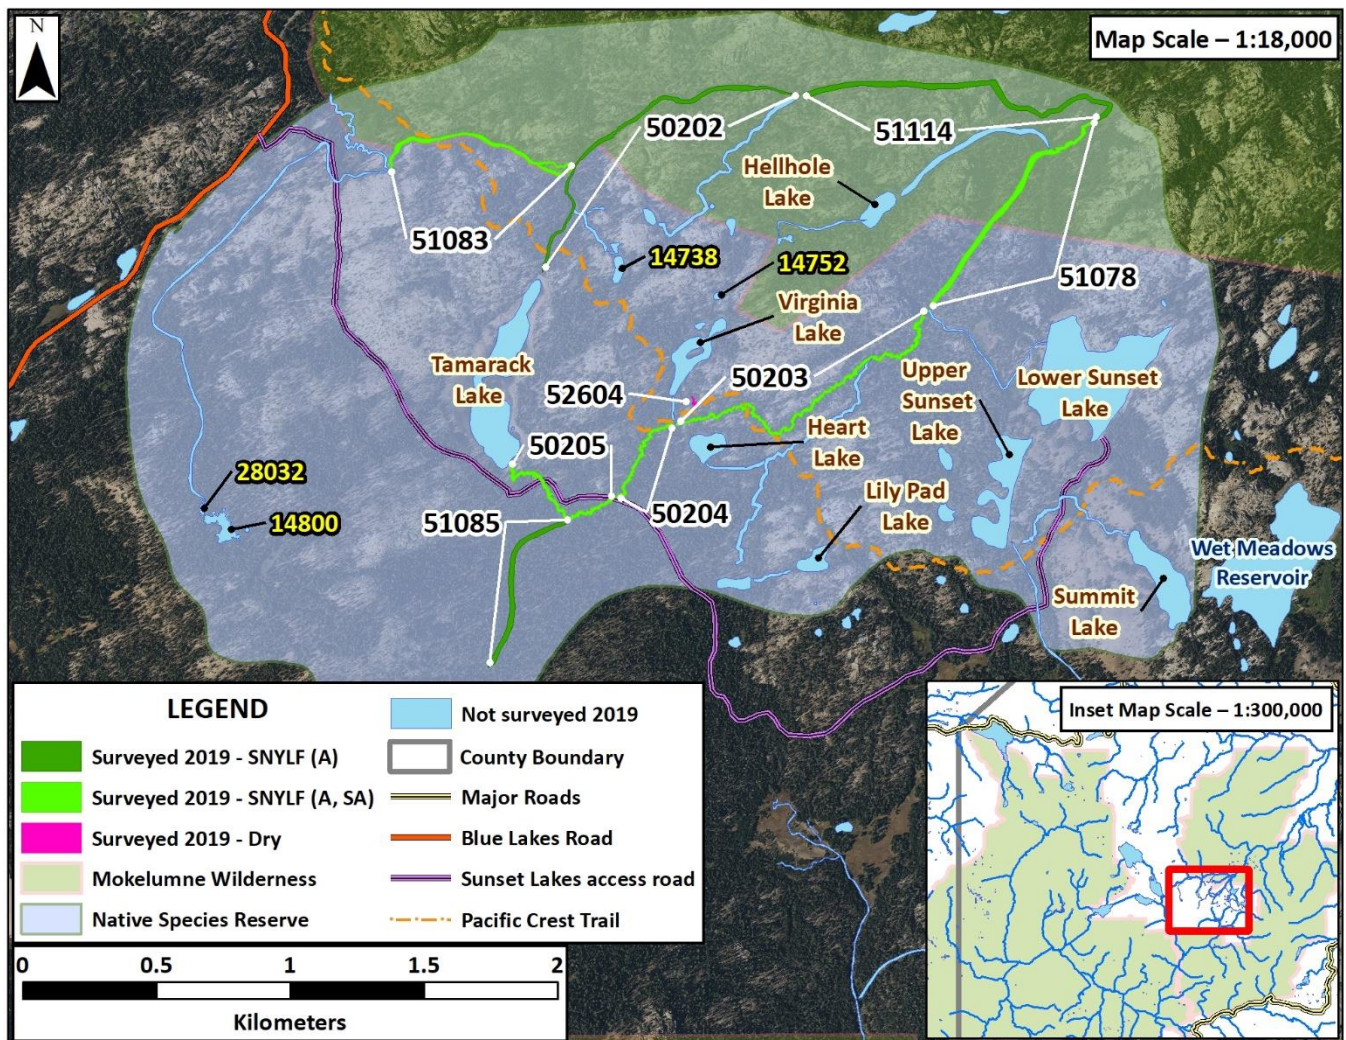 N
Map Scale – 1:18,000
50202
51114
Hellhole
Lake
51083
14738
14752
51078
Virginia
Lake
Tamarack
Lake
52604
50203
Upper
Sunset
Lake
Lower Sunset
Lake
50205
Heart
Lake
28032
14800
51085
50204
Lily Pad
Lake
Wet Meadows
Reservoir
Summit
Lake
LEGEND
Surveyed 2019 - SNYLF (A)
Surveyed 2019 - SNYLF (A, SA)
Surveyed 2019 - Dry
Mokelumne Wilderness
Native Species Reserve
Not surveyed 2019
County Boundary
Major Roads
Blue Lakes Road
Sunset Lakes access road
Pacific Crest Trail
Inset Map Scale – 1:300,000
0 0.5 1 1.5 2
Kilometers